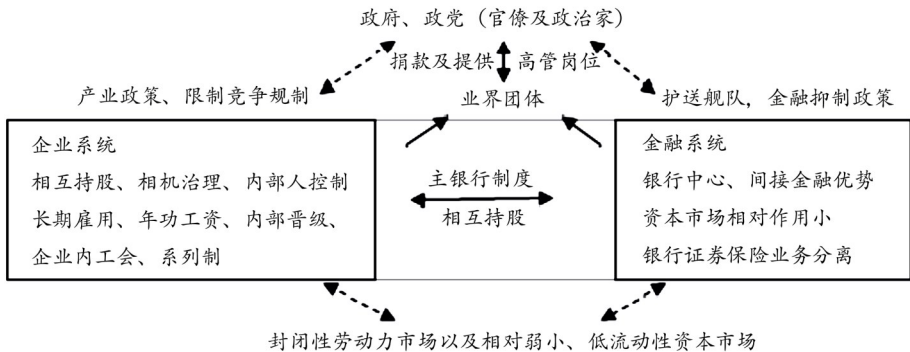 政府、政党（官僚及政治家）
捐款及提供 高管岗位
产业政策、限制竞争规制
业界团体
护送舰队，金融抑制政策
企业系统
相互持股、相机治理、内部人控制
长期雇用、年功工资、内部晋级、
企业内工会、系列制
主银行制度
相互持股
金融系统
银行中心、间接金融优势
资本市场相对作用小
银行证券保险业务分离
封闭性劳动力市场以及相对弱小、低流动性资本市场